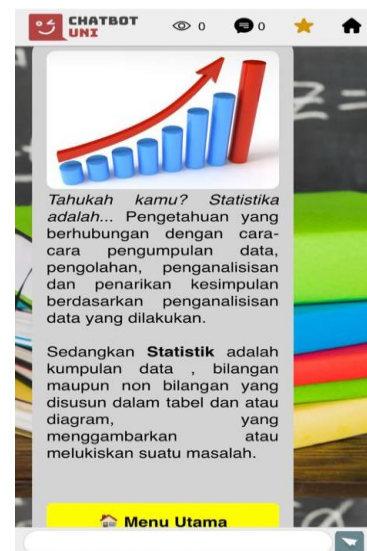 CHATBOT
UNI
0
0
Tahukah kamu? Statistika
adalah... Pengetahuan yang
berhubungan dengan cara-
cara pengumpulan data,
pengolahan, penganalisisan
dan penarikan kesimpulan
berdasarkan penganalisisan
data yang dilakukan.
Sedangkan Statistik adalah
kumpulan data , bilangan
maupun non bilangan yang
disusun dalam tabel dan atau
diagram, yang
menggambarkan atau
melukiskan suatu masalah.
Menu Utama